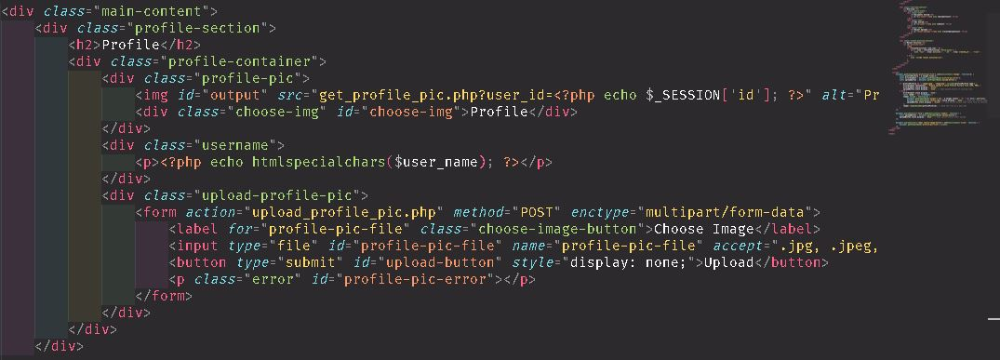 <div class="main-content">
<div class="profile-section">
<h2>Profile</h2>
<div class="profile-container">
<div class="profile-pic">
<img id="output" src="get_profile_pic.php?user_id=<?php echo $_SESSION['id']; ?>" alt="Pr
<div class="choose-img" id="choose-img">Profile</div>
</div>
<div class="username">
<p><?php echo htmlspecialchars($user_name); ?></p>
</div>
<div class="upload-profile-pic">
<form action="upload_profile_pic.php" method="POST" enctype="multipart/form-data">
<label for="profile-pic-file" class="choose-image-button">Choose Image</label>
<input type="file" id="profile-pic-file" name="profile-pic-file" accept=".jpg, .jpeg,
<button type="submit" id="upload-button" style="display: none;">Upload</button>
<p class="error" id="profile-pic-error"></p>
</form>
</div>
</div>
</div>